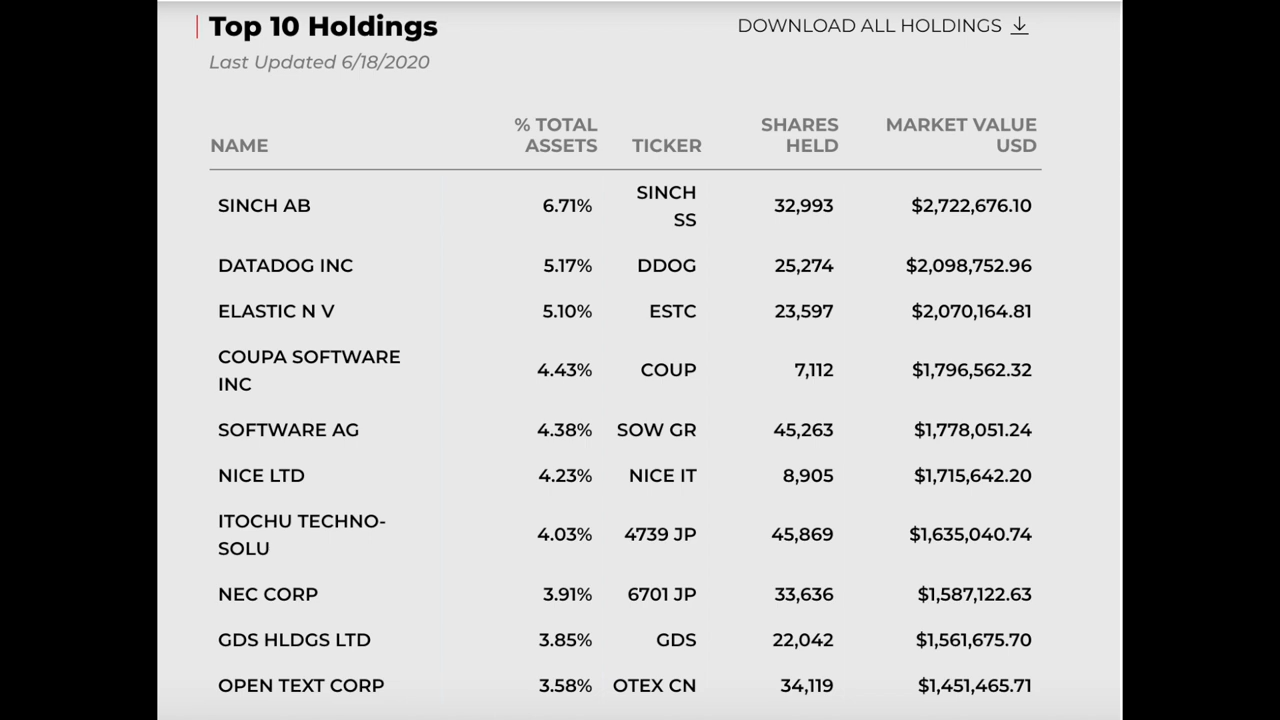 Top 10 Holdings
DOWNLOAD ALL HOLDINGS
Last Updated 6/18/2020
NAME % TOTAL ASSETS TICKER SHARES HELD MARKET VALUE USD
SINCH AB 6.71% SINCH SS 32,993 $2,722,676.10
DATADOG INC 5.17% DDOG 25,274 $2,098,752.96
ELASTIC N V 5.10% ESTC 23,597 $2,070,164.81
COUPA SOFTWARE INC 4.43% COUP 7,112 $1,796,562.32
SOFTWARE AG 4.38% SOW GR 45,263 $1,778,051.24
NICE LTD 4.23% NICE IT 8,905 $1,715,642.20
ITOCHU TECHNO-SOLU 4.03% 4739 JP 45,869 $1,635,040.74
NEC CORP 3.91% 6701 JP 33,636 $1,587,122.63
GDS HLDGS LTD 3.85% GDS 22,042 $1,561,675.70
OPEN TEXT CORP 3.58% OTEX CN 34,119 $1,451,465.71